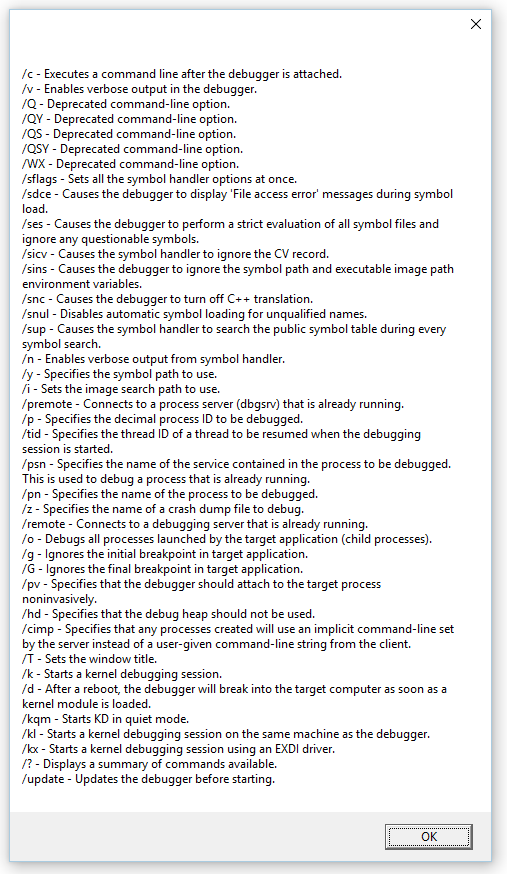 /c - Executes a command line after the debugger is attached.
/v - Enables verbose output in the debugger.
/Q - Deprecated command-line option.
/QY - Deprecated command-line option.
/QS - Deprecated command-line option.
/QSY - Deprecated command-line option.
/WX - Deprecated command-line option.
/sflags - Sets all the symbol handler options at once.
/sdce - Causes the debugger to display 'File access error' messages during symbol
load.
/ses - Causes the debugger to perform a strict evaluation of all symbol files and
ignore any questionable symbols.
/sicv - Causes the symbol handler to ignore the CV record.
/sins - Causes the debugger to ignore the symbol path and executable image path
environment variables.
/snc - Causes the debugger to turn off C++ translation.
/snul - Disables automatic symbol loading for unqualified names.
/sup - Causes the symbol handler to search the public symbol table during every
symbol search.
/n - Enables verbose output from symbol handler.
/y - Specifies the symbol path to use.
/i - Sets the image search path to use.
/premote - Connects to a process server (dbgsrv) that is already running.
/p - Specifies the decimal process ID to be debugged.
/tid - Specifies the thread ID of a thread to be resumed when the debugging
session is started.
/psn - Specifies the name of the service contained in the process to be debugged.
This is used to debug a process that is already running.
/pn - Specifies the name of the process to be debugged.
/z - Specifies the name of a crash dump file to debug.
/remote - Connects to a debugging server that is already running.
/o - Debugs all processes launched by the target application (child processes).
/g - Ignores the initial breakpoint in target application.
/G - Ignores the final breakpoint in target application.
/pv - Specifies that the debugger should attach to the target process
noninvasively.
/hd - Specifies that the debug heap should not be used.
/cimp - Specifies that any processes created will use an implicit command-line set
by the server instead of a user-given command-line string from the client.
/T - Sets the window title.
/k - Starts a kernel debugging session.
/d - After a reboot, the debugger will break into the target computer as soon as a
kernel module is loaded.
/kqm - Starts KD in quiet mode.
/kl - Starts a kernel debugging session on the same machine as the debugger.
/kx - Starts a kernel debugging session using an EXDI driver.
/? - Displays a summary of commands available.
/update - Updates the debugger before starting.
OK